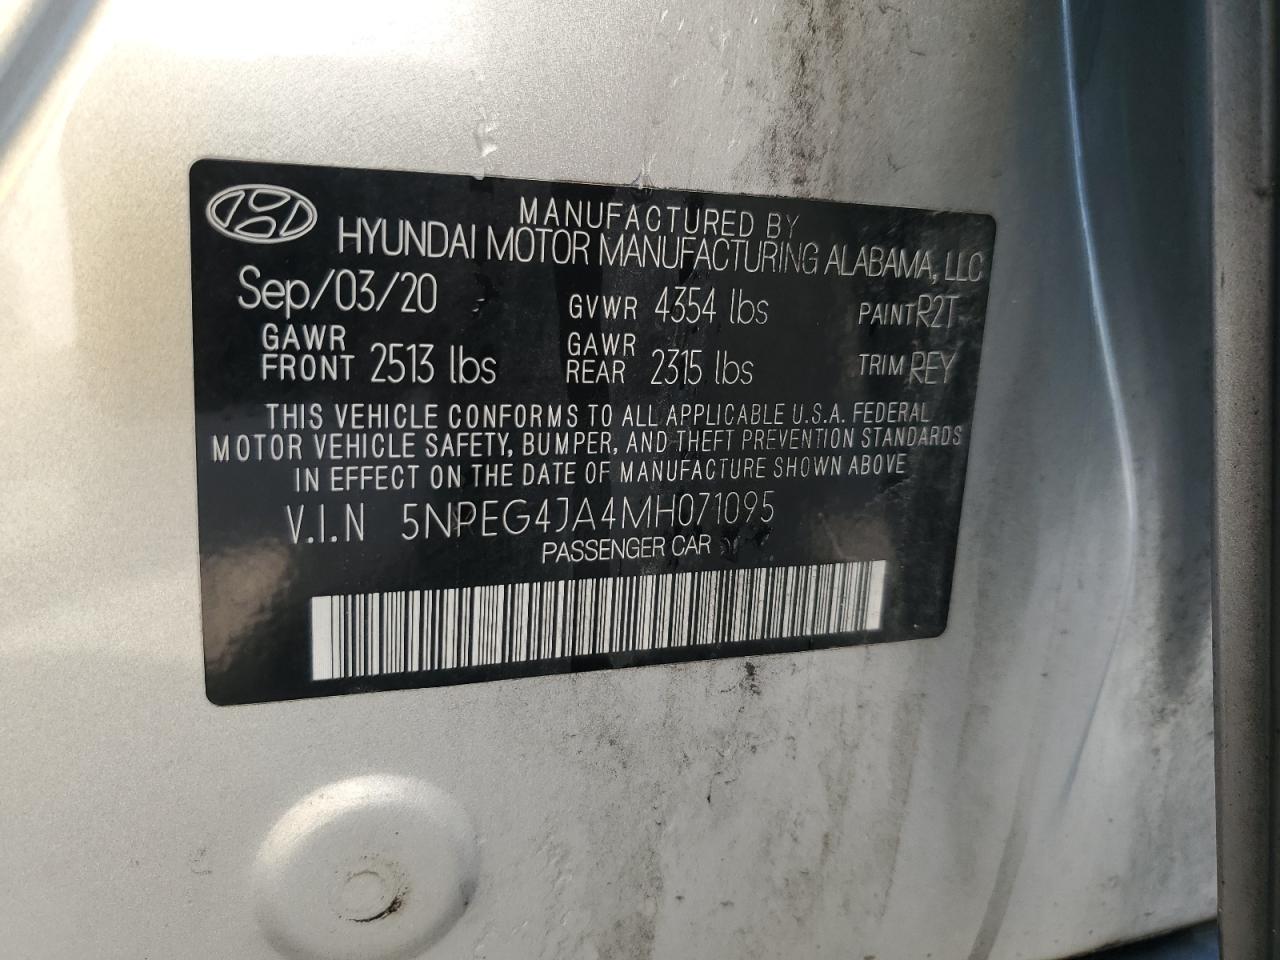 MANUFACTURED BY
HYUNDAI MOTOR MANUFACTURING ALABAMA, LLC
Sep/03/20 GVWR 4354 lbs PAINT R2T
GAWR FRONT 2513 lbs GAWR REAR 2315 lbs TRIM REY
THIS VEHICLE CONFORMS TO ALL APPLICABLE U.S.A. FEDERAL
MOTOR VEHICLE SAFETY, BUMPER, AND THEFT PREVENTION STANDARDS
IN EFFECT ON THE DATE OF MANUFACTURE SHOWN ABOVE
V.I.N 5NPEG4JA4MH071095
PASSENGER CAR